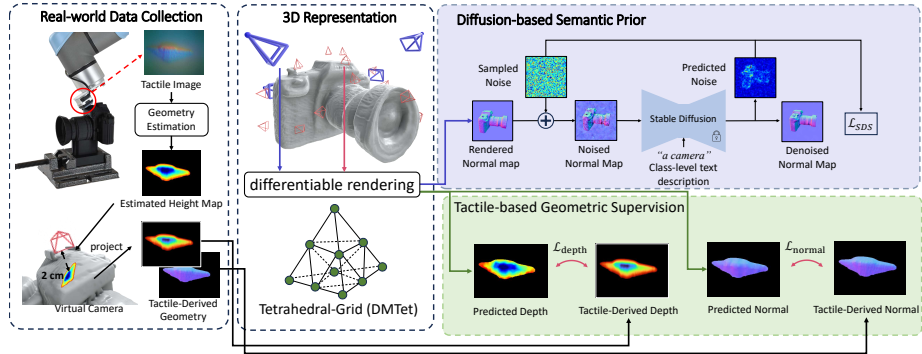 Real-world Data Collection
Tactile Image
Geometry
Estimation
Estimated Height Map
project
2 cm
Virtual Camera
Tactile-Derived
Geometry
3D Representation
differentiable rendering
Tetrahedral-Grid (DMTet)
Diffusion-based Semantic Prior
Sampled
Noise
Predicted
Noise
Stable Diffusion
Rendered
Normal map
Noised
Normal Map
"a camera"
Class-level text
description
Denoised
Normal Map
ℒSDS
Tactile-based Geometric Supervision
ℒdepth
ℒnormal
Predicted Depth
Tactile-Derived Depth
Predicted Normal
Tactile-Derived Normal